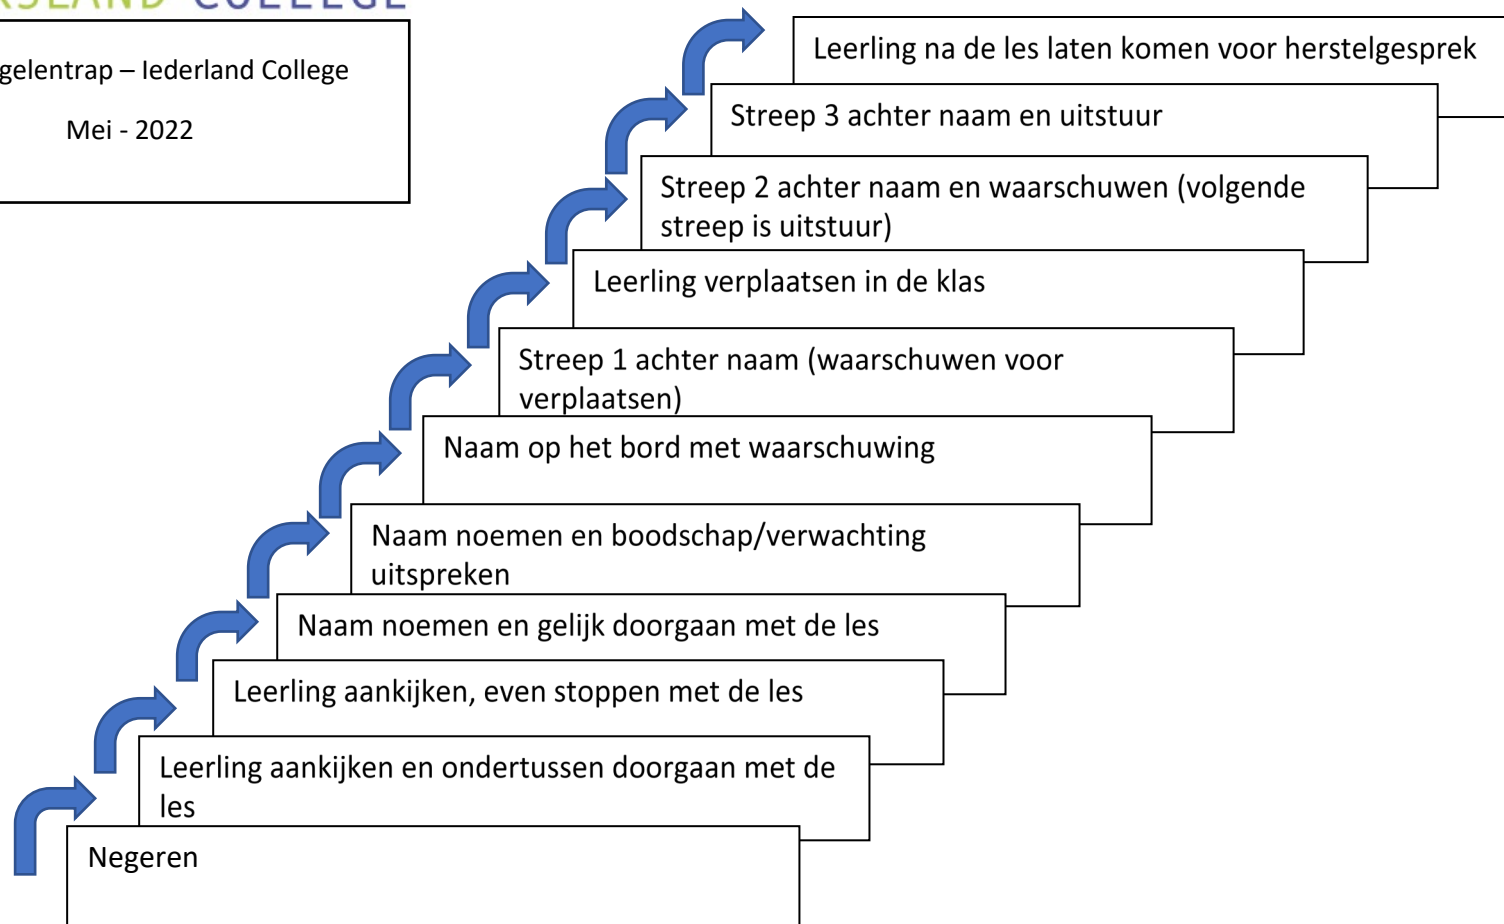 COLLEGE
gelentrap – Iederland College
Mei - 2022
Leerling na de les laten komen voor herstelgesprek
Streep 3 achter naam en uitstuur
Streep 2 achter naam en waarschuwen (volgende
streep is uitstuur)
Leerling verplaatsen in de klas
Streep 1 achter naam (waarschuwen voor
verplaatsen)
Naam op het bord met waarschuwing
Naam noemen en boodschap/verwachting
uitspreken
Naam noemen en gelijk doorgaan met de les
Leerling aankijken, even stoppen met de les
Leerling aankijken en ondertussen doorgaan met de
les
Negeren